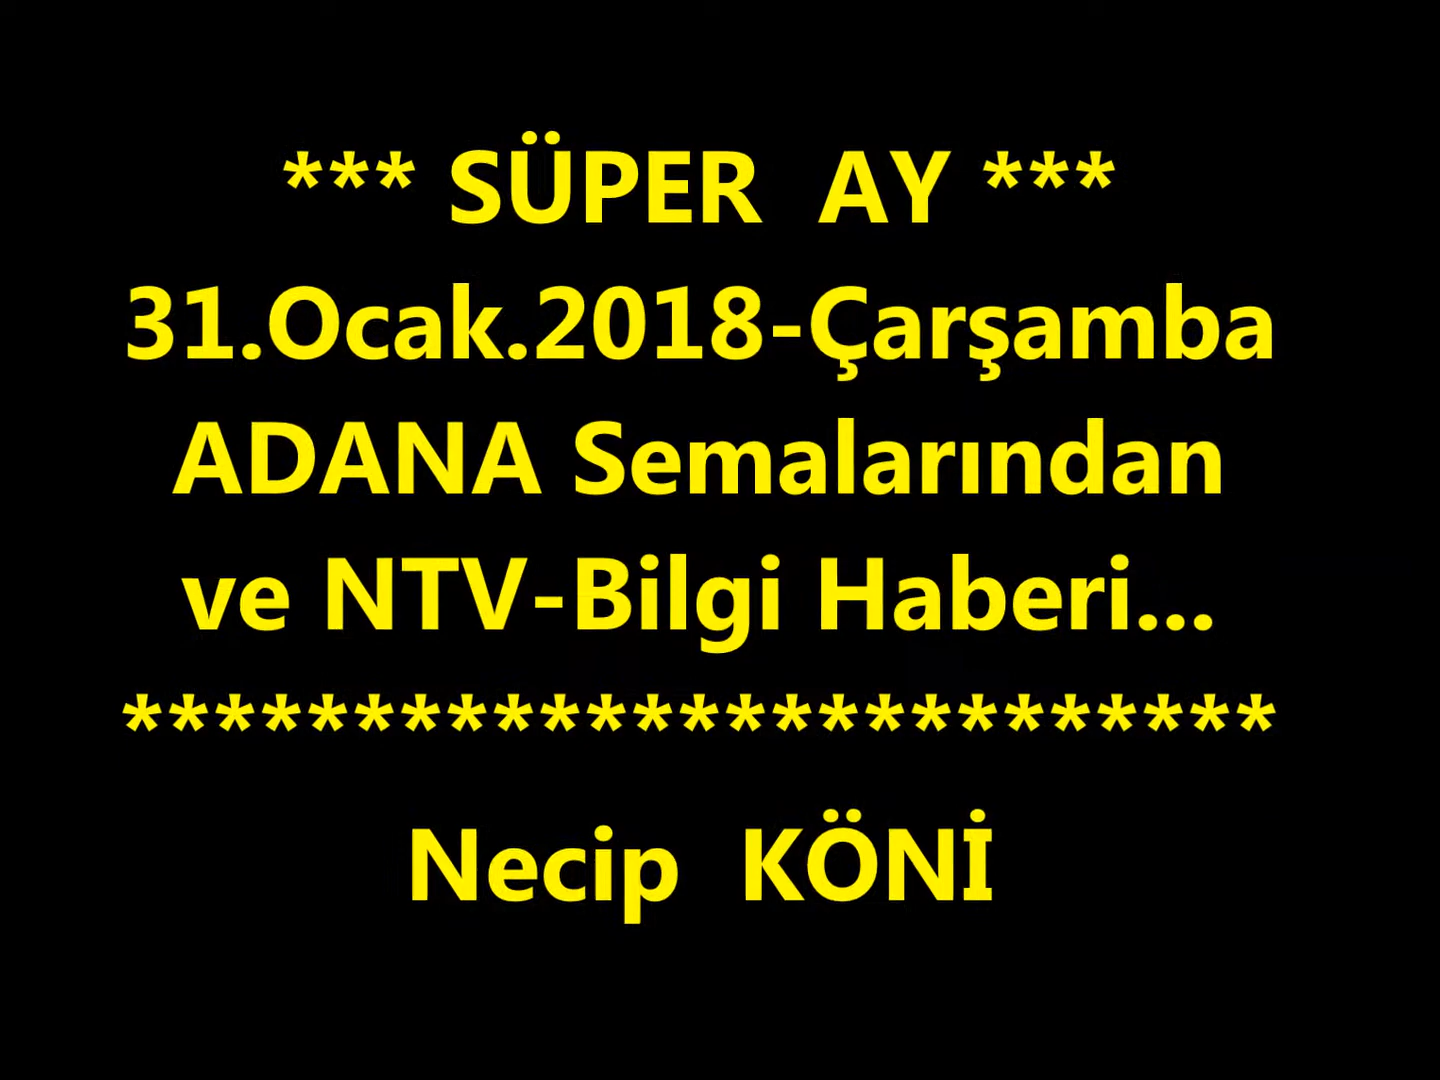 *** SÜPER  AY ***
31.Ocak.2018-Çarşamba
ADANA Semalarından
ve NTV-Bilgi Haberi...
*************************
Necip  KÖNİ